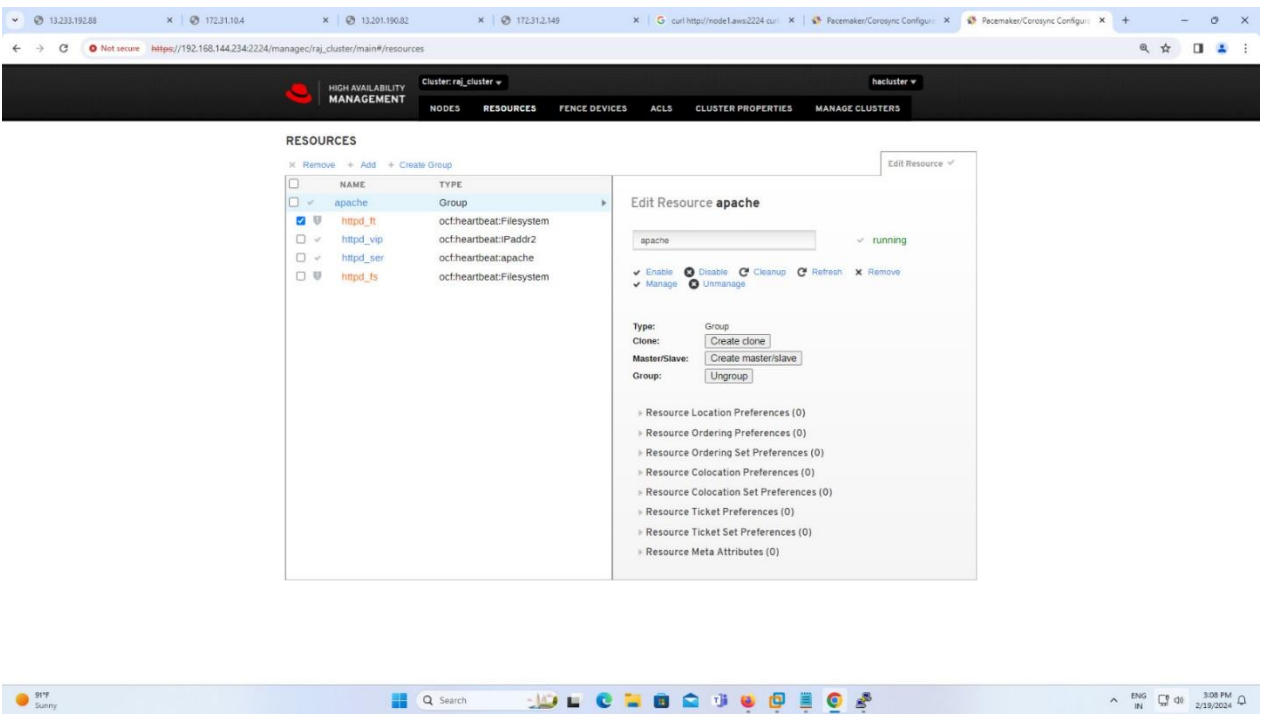 13.233.192.88
172.31.10.4
13.201.190.82
172.31.2.149
curl http://node1.aws:2224 curl
Pacemaker/Corosync Configur
Pacemaker/Corosync Configur
Not secure https://192.168.144.234:2224/managec/raj_cluster/main#/resources
HIGH AVAILABILITY
MANAGEMENT
Cluster: raj_cluster
hacluster
NODES RESOURCES FENCE DEVICES ACLS CLUSTER PROPERTIES MANAGE CLUSTERS
RESOURCES
Remove Add Create Group
Edit Resource
NAME TYPE
apache Group
httpd_ft ocf:heartbeat:Filesystem
httpd_vip ocf:heartbeat:IPaddr2
httpd_ser ocf:heartbeat:apache
httpd_fs ocf:heartbeat:Filesystem
Edit Resource apache
apache
running
Enable Disable Cleanup Refresh Remove
Manage Unmanage
Type: Group
Clone: Create clone
Master/Slave: Create master/slave
Group: Ungroup
Resource Location Preferences (0)
Resource Ordering Preferences (0)
Resource Ordering Set Preferences (0)
Resource Colocation Preferences (0)
Resource Colocation Set Preferences (0)
Resource Ticket Preferences (0)
Resource Ticket Set Preferences (0)
Resource Meta Attributes (0)
91°F
Sunny
Search
ENG
IN
3:08 PM
2/19/2024